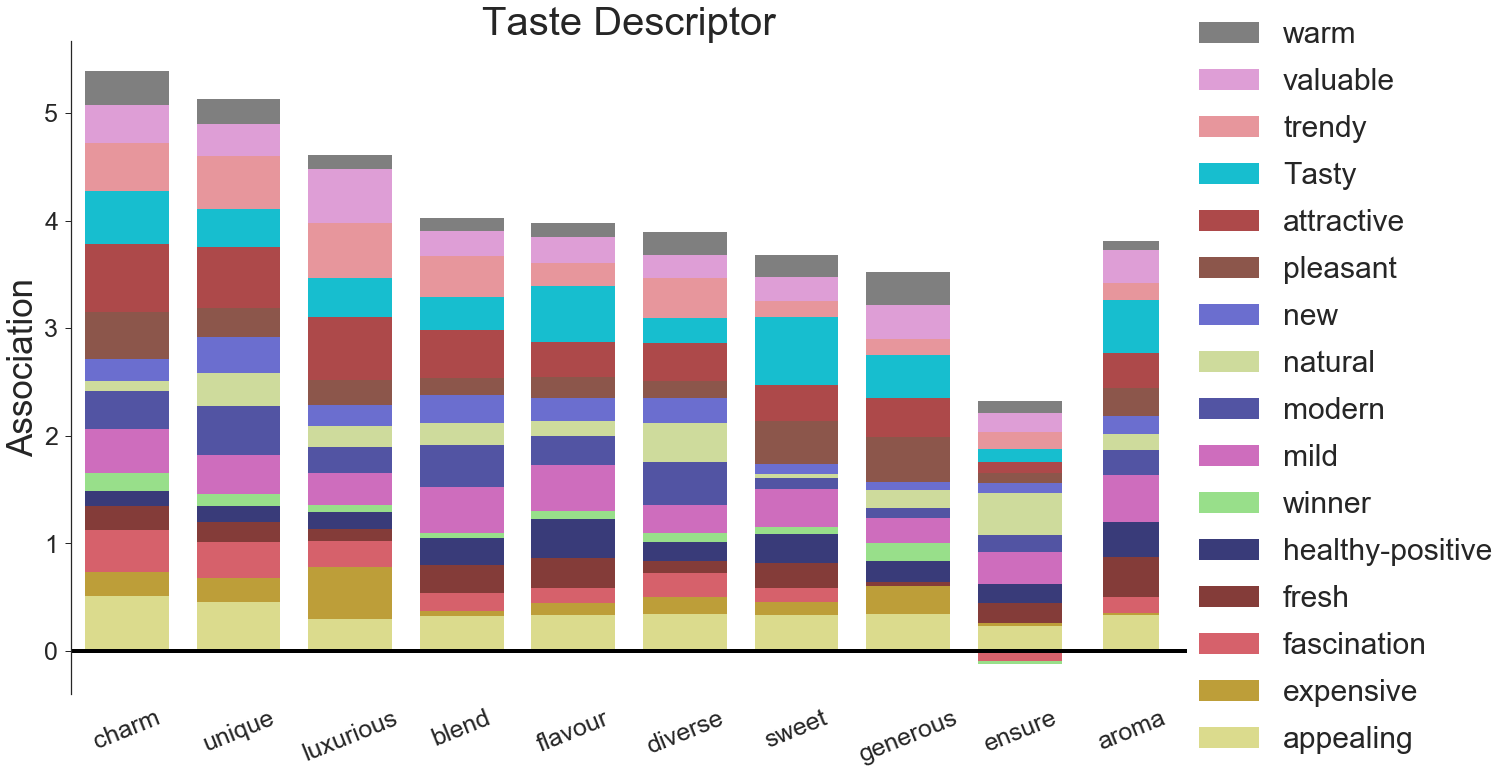 Taste Descriptor
Association
5
4
3
2
1
0
charm
unique
luxurious
blend
flavour
diverse
sweet
generous
ensure
aroma
warm
valuable
trendy
Tasty
attractive
pleasant
new
natural
modern
mild
winner
healthy-positive
fresh
fascination
expensive
appealing